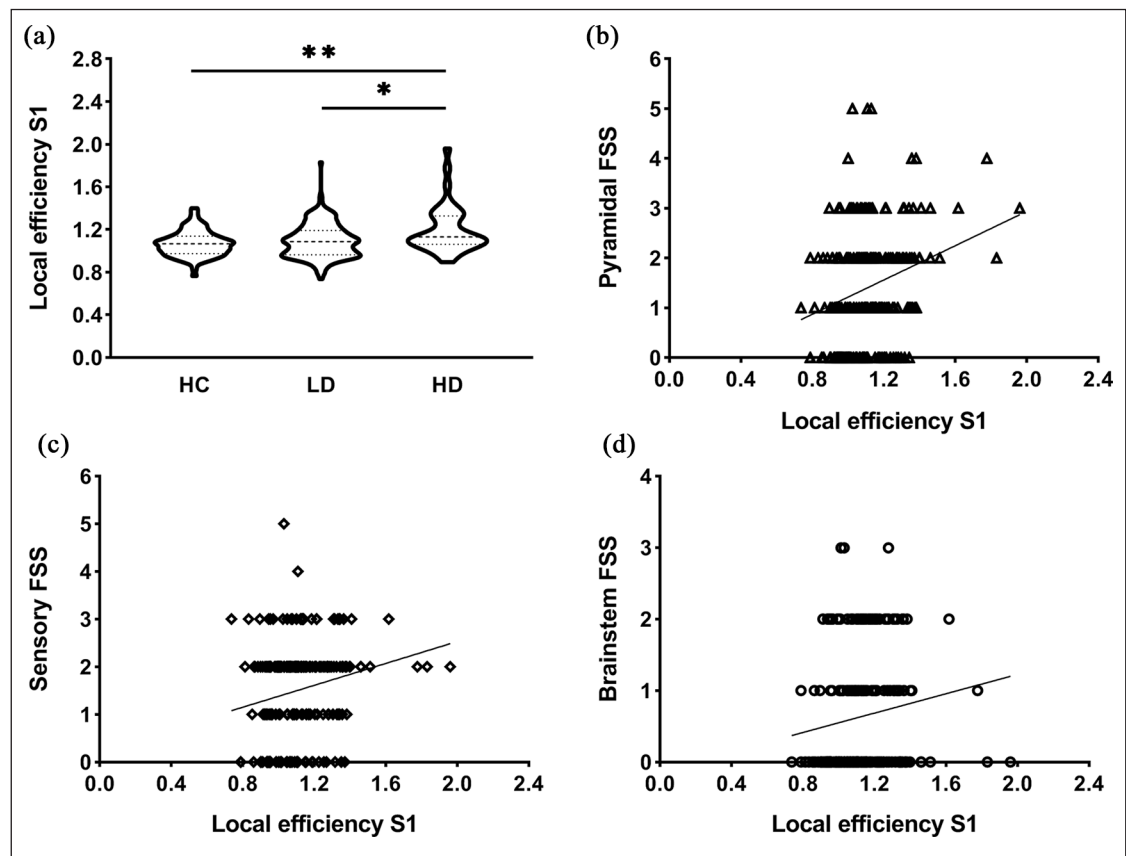 (a)
2.8
2.4
2.0
1.6
1.2
0.8
0.4
0.0
Local efficiency S1
**
*
HC LD HD
(b)
6
5
4
3
2
1
0
Pyramidal FSS
0.0 0.4 0.8 1.2 1.6 2.0 2.4
Local efficiency S1
(c)
6
5
4
3
2
1
0
Sensory FSS
0.0 0.4 0.8 1.2 1.6 2.0 2.4
Local efficiency S1
(d)
4
3
2
1
0
Brainstem FSS
0.0 0.4 0.8 1.2 1.6 2.0 2.4
Local efficiency S1